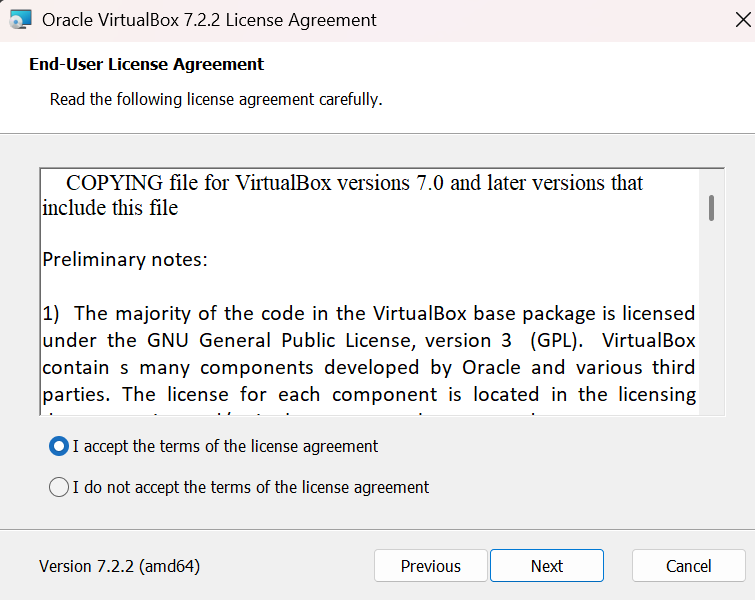 Oracle VirtualBox 7.2.2 License Agreement
End-User License Agreement
Read the following license agreement carefully.
COPYING file for VirtualBox versions 7.0 and later versions that
include this file
Preliminary notes:
1) The majority of the code in the VirtualBox base package is licensed
under the GNU General Public License, version 3 (GPL). VirtualBox
contain s many components developed by Oracle and various third
parties. The license for each component is located in the licensing
I accept the terms of the license agreement
I do not accept the terms of the license agreement
Version 7.2.2 (amd64)
Previous
Next
Cancel